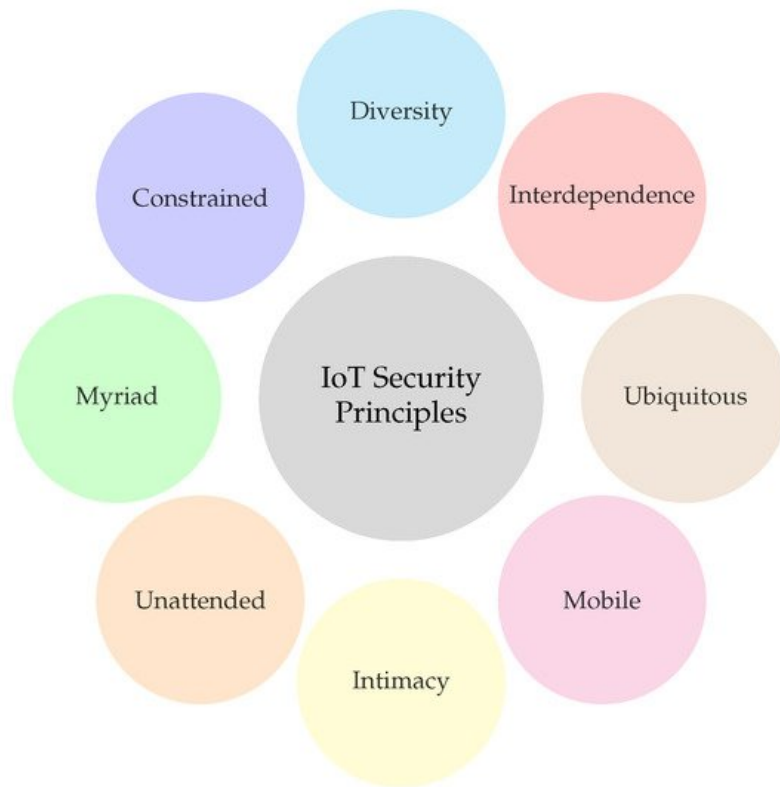 Diversity
Interdependence
Ubiquitous
Mobile
Intimacy
Unattended
Myriad
Constrained
IoT Security
Principles